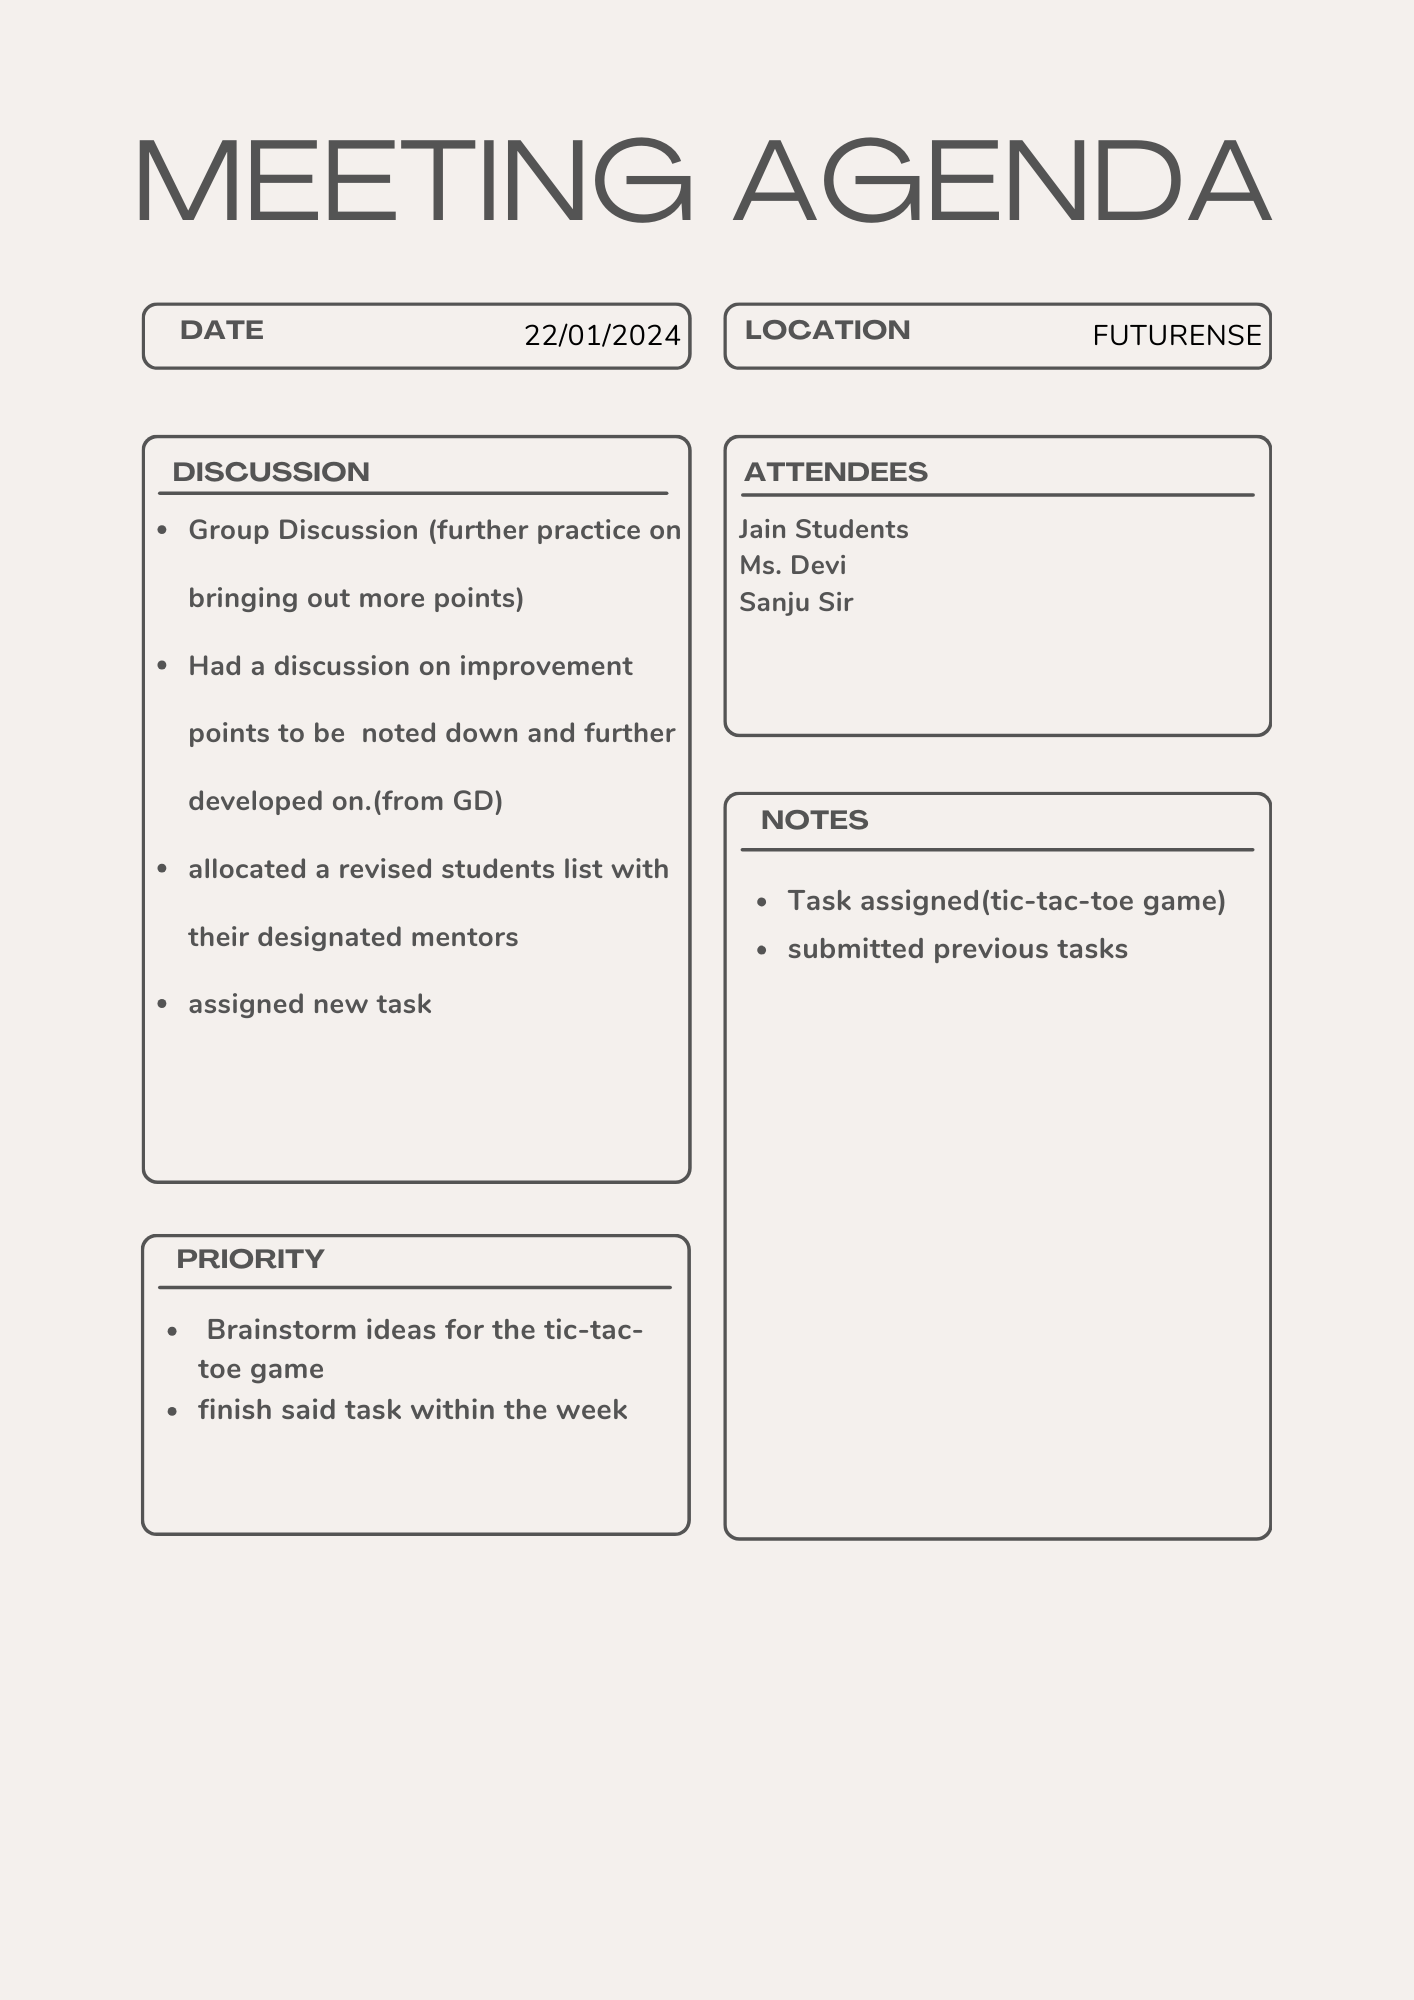 MEETING AGENDA
DATE 22/01/2024
LOCATION FUTURENSE
DISCUSSION
• Group Discussion (further practice on
bringing out more points)
• Had a discussion on improvement
points to be  noted down and further
developed on.(from GD)
• allocated a revised students list with
their designated mentors
• assigned new task
PRIORITY
• Brainstorm ideas for the tic-tac-
toe game
• finish said task within the week
ATTENDEES
Jain Students
Ms. Devi
Sanju Sir
NOTES
• Task assigned(tic-tac-toe game)
• submitted previous tasks